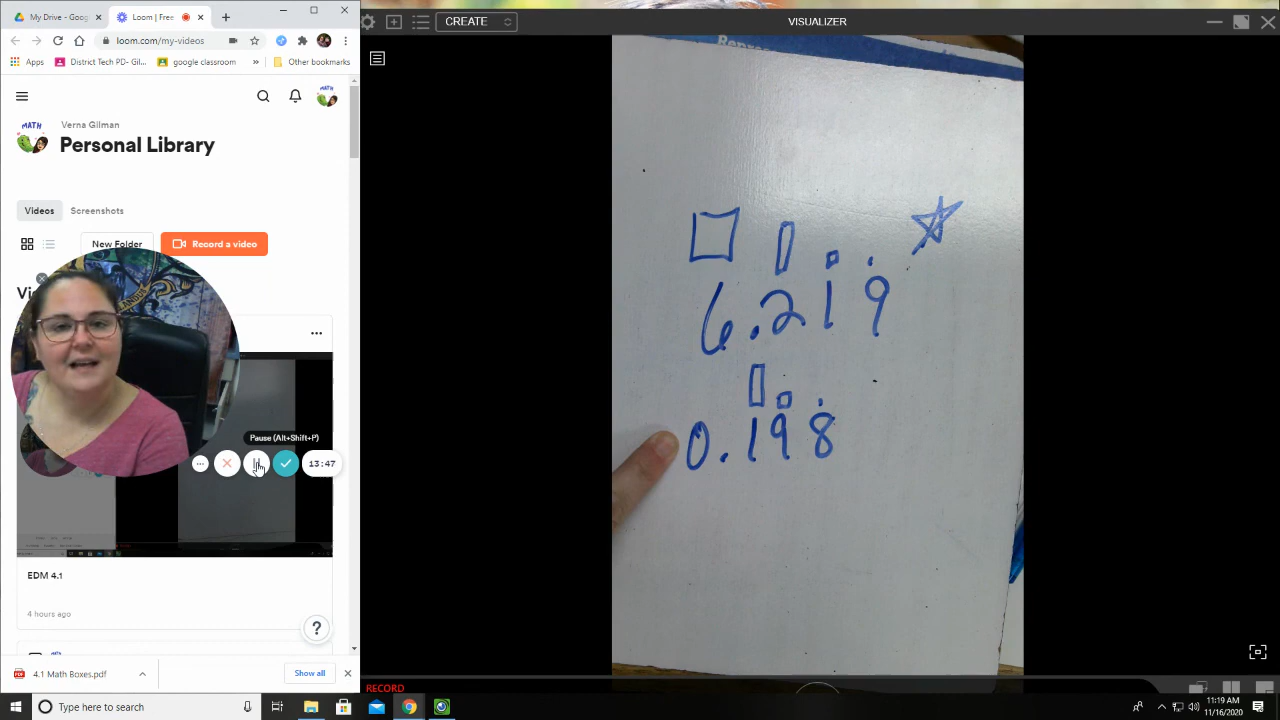 My Drive - Goog
Loom | Free
loom.com/my-videos
Apps
District Tech PD- Gil...
google classroom
Other bookmarks
MATH
Verna Gilman
Personal Library
Videos
Screenshots
New Folder
Record a video
Pause (Alt+Shift+P)
13:47
EDM 4.1
4 hours ago
?
4.1 Math Boxes.pdf
Show all
Type here to search
CREATE
VISUALIZER
6.219
0.198
RECORD
11:19 AM
11/16/2020